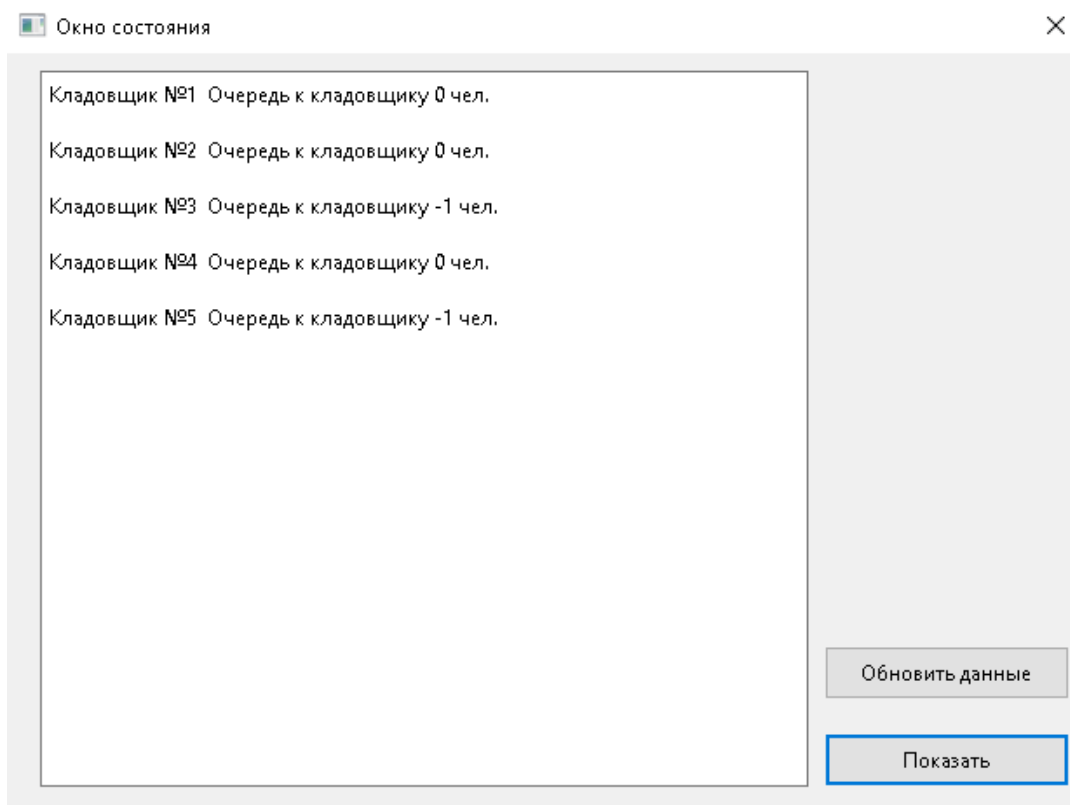 Окно состояния
Кладовщик №1 Очередь к кладовщику 0 чел.
Кладовщик №2 Очередь к кладовщику 0 чел.
Кладовщик №3 Очередь к кладовщику -1 чел.
Кладовщик №4 Очередь к кладовщику 0 чел.
Кладовщик №5 Очередь к кладовщику -1 чел.
Обновить данные
Показать